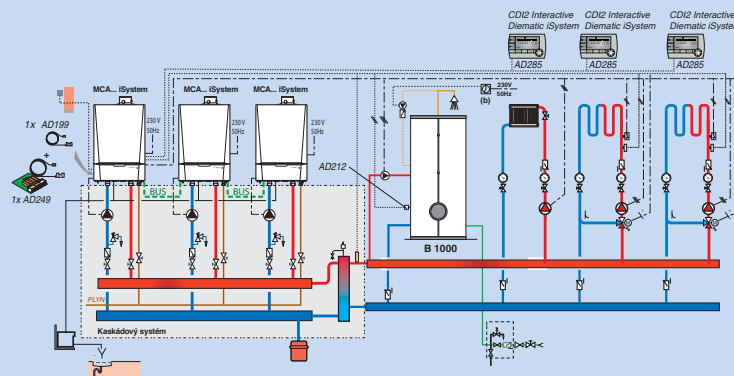 CDI2 Interactive
Diematic iSystem
AD285
CDI2 Interactive
Diematic iSystem
AD285
CDI2 Interactive
Diematic iSystem
AD285
MCA... iSystem
MCA... iSystem
MCA... iSystem
230 V
50Hz
230 V
50Hz
230 V
50Hz
230V
50Hz
(b)
1x AD199
+
1x AD249
BUS
BUS
AD212
B 1000
PLYN
Kaskádový systém